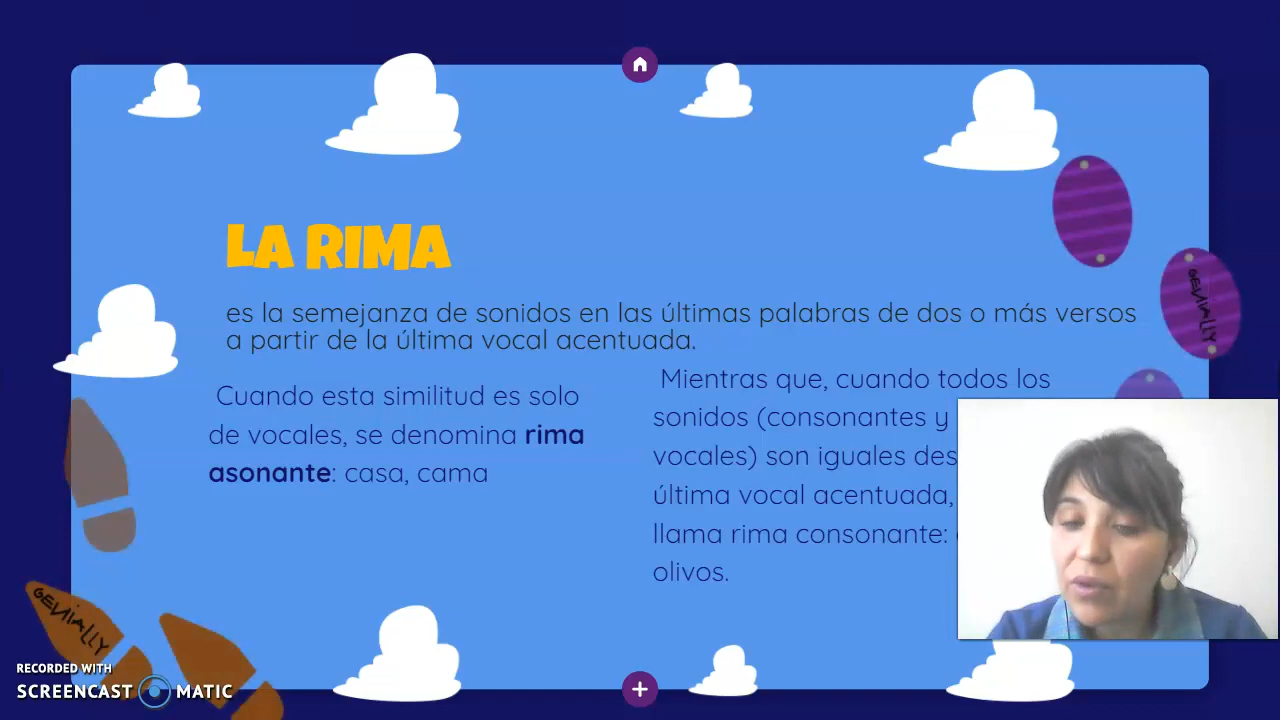 LA RIMA
es la semejanza de sonidos en las últimas palabras de dos o más versos
a partir de la última vocal acentuada.
Cuando esta similitud es solo
de vocales, se denomina rima
asonante: casa, cama
Mientras que, cuando todos los
sonidos (consonantes y
vocales) son iguales des
última vocal acentuada,
llama rima consonante:
olivos.
GENIALLY
GENIALLY
RECORDED WITH
SCREENCAST MATIC